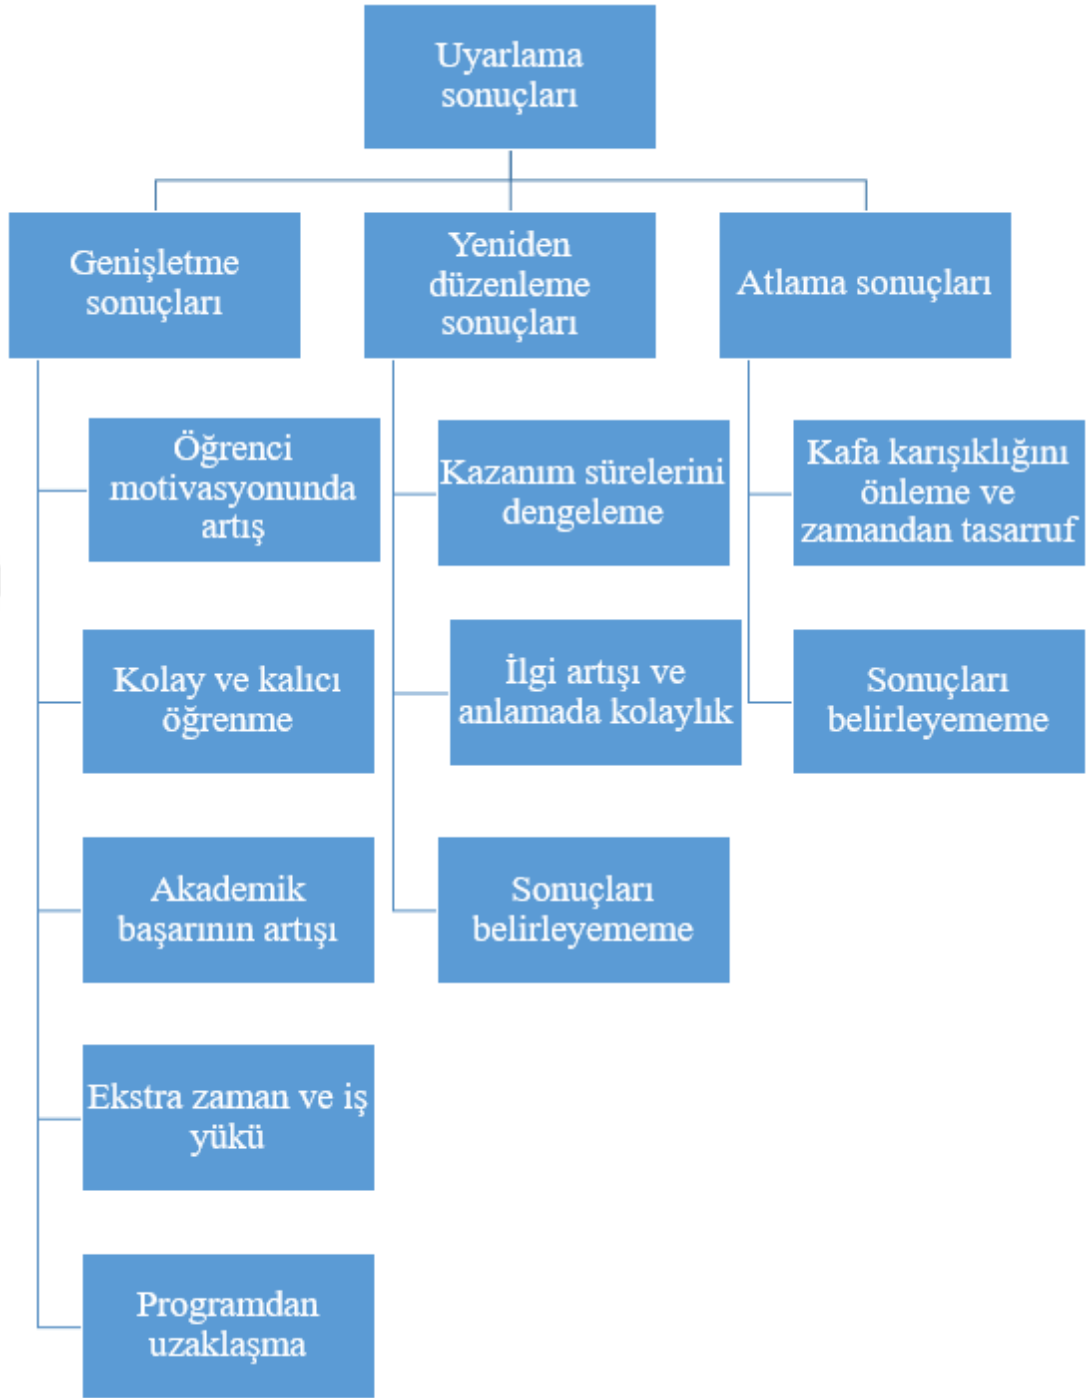 Uyarlama
sonuçları
Genişletme
sonuçları
Yeniden
düzenleme
sonuçları
Atlama sonuçları
Öğrenci
motivasyonunda
artış
Kolay ve kalıcı
öğrenme
Akademik
başarının artışı
Ekstra zaman ve iş
yükü
Programdan
uzaklaşma
Kazanım sürelerini
dengeleme
İlgi artışı ve
anlamada kolaylık
Sonuçları
belirleyememe
Kafa karışıklığını
önleme ve
zamandan tasarruf
Sonuçları
belirleyememe